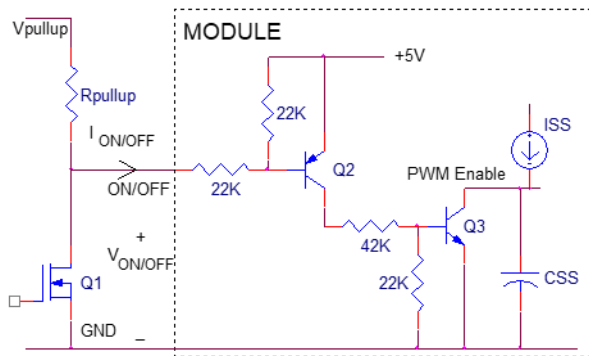 Vpullup
MODULE
+5V
Rpullup
22K
I ON/OFF
ISS
ON/OFF
22K
Q2
PWM Enable
+
V ON/OFF
42K
Q3
Q1
22K
CSS
GND
_